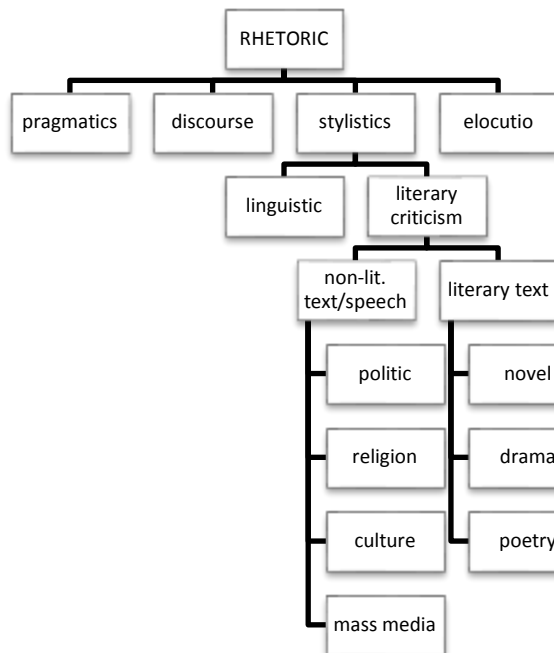 RHETORIC
pragmatics
discourse
stylistics
elocutio
linguistic
literary
criticism
non-lit.
text/speech
literary text
politic
novel
religion
drama
culture
poetry
mass media